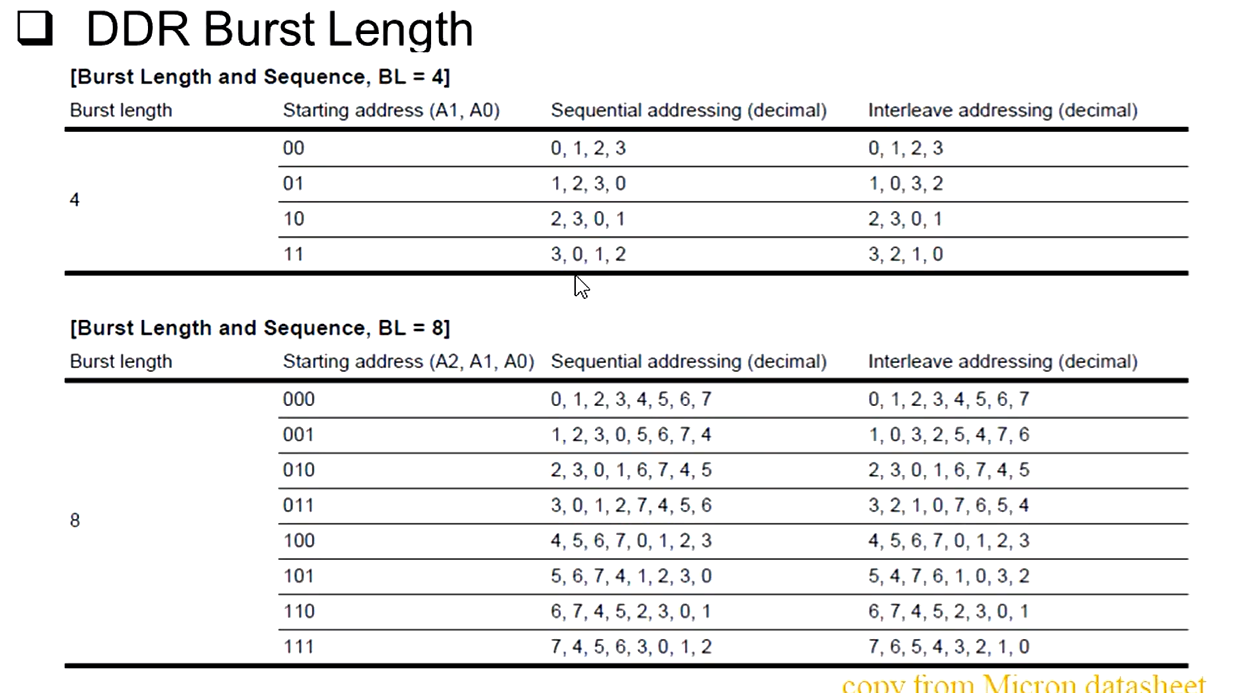 DDR Burst Length
[Burst Length and Sequence, BL = 4]
Burst length Starting address (A1, A0) Sequential addressing (decimal) Interleave addressing (decimal)
4
00 0, 1, 2, 3 0, 1, 2, 3
01 1, 2, 3, 0 1, 0, 3, 2
10 2, 3, 0, 1 2, 3, 0, 1
11 3, 0, 1, 2 3, 2, 1, 0
[Burst Length and Sequence, BL = 8]
Burst length Starting address (A2, A1, A0) Sequential addressing (decimal) Interleave addressing (decimal)
8
000 0, 1, 2, 3, 4, 5, 6, 7 0, 1, 2, 3, 4, 5, 6, 7
001 1, 2, 3, 0, 5, 6, 7, 4 1, 0, 3, 2, 5, 4, 7, 6
010 2, 3, 0, 1, 6, 7, 4, 5 2, 3, 0, 1, 6, 7, 4, 5
011 3, 0, 1, 2, 7, 4, 5, 6 3, 2, 1, 0, 7, 6, 5, 4
100 4, 5, 6, 7, 0, 1, 2, 3 4, 5, 6, 7, 0, 1, 2, 3
101 5, 6, 7, 4, 1, 2, 3, 0 5, 4, 7, 6, 1, 0, 3, 2
110 6, 7, 4, 5, 2, 3, 0, 1 6, 7, 4, 5, 2, 3, 0, 1
111 7, 4, 5, 6, 3, 0, 1, 2 7, 6, 5, 4, 3, 2, 1, 0
copy from Micron datasheet